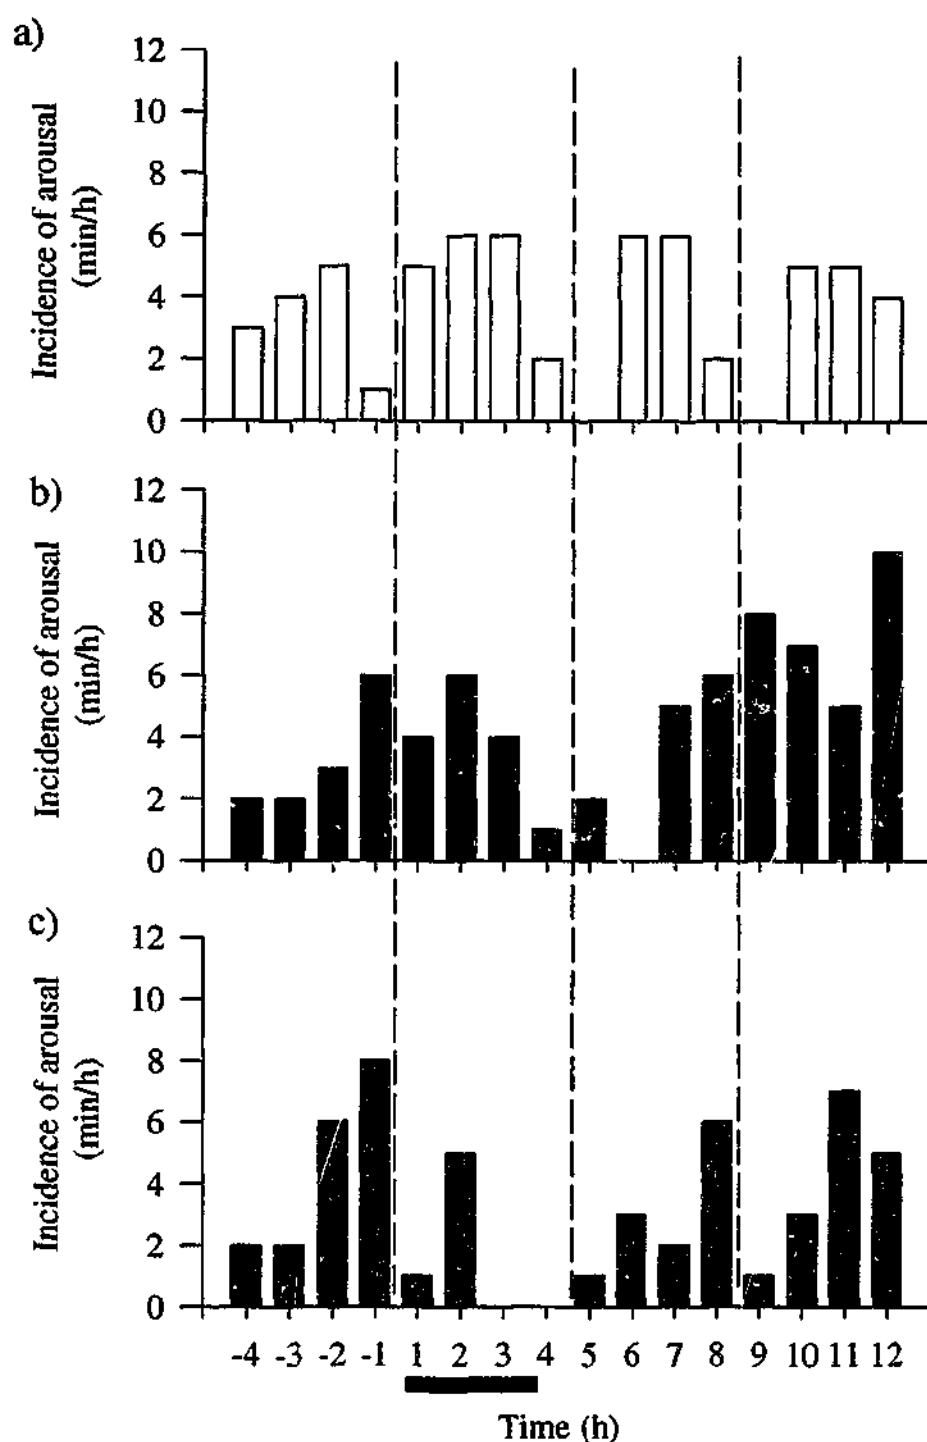 a)
12
10
8
6
4
2
0
Incidence of arousal
(min/h)
b)
12
10
8
6
4
2
0
Incidence of arousal
(min/h)
c)
12
10
8
6
4
2
0
Incidence of arousal
(min/h)
-4 -3 -2 -1 1 2 3 4 5 6 7 8 9 10 11 12
Time (h)